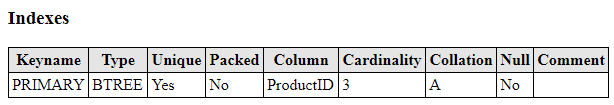 Indexes
Keyname Type Unique Packed Column Cardinality Collation Null Comment
PRIMARY BTREE Yes No ProductID 3 A No